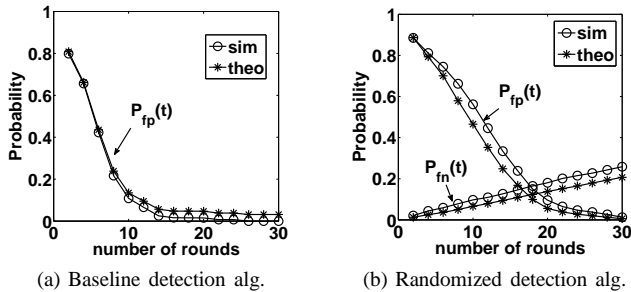 1
0.8
0.6
0.4
0.2
0
Probability
0 10 20 30
number of rounds
sim
theo
P_fp(t)
(a) Baseline detection alg.
1
0.8
0.6
0.4
0.2
0
Probability
0 10 20 30
number of rounds
sim
theo
P_fp(t)
P_fn(t)
(b) Randomized detection alg.